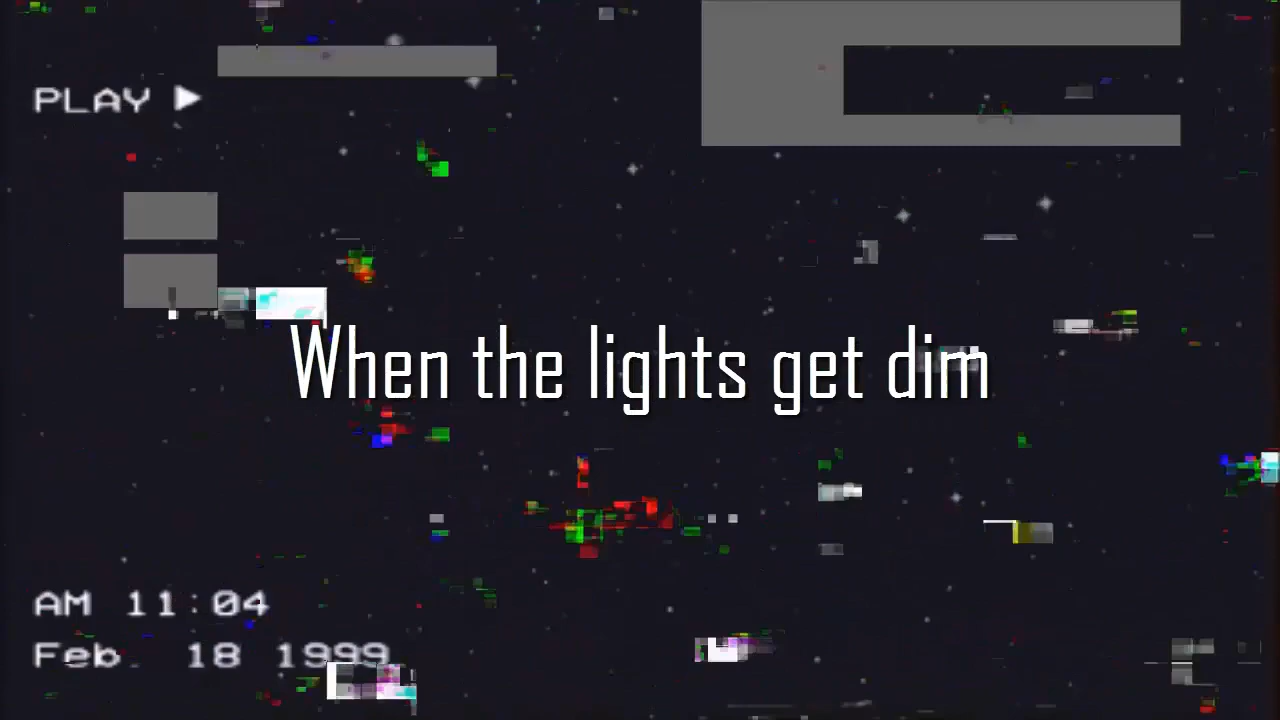 PLAY ▶
When the lights get dim
AM 11:04
Feb. 18 1999